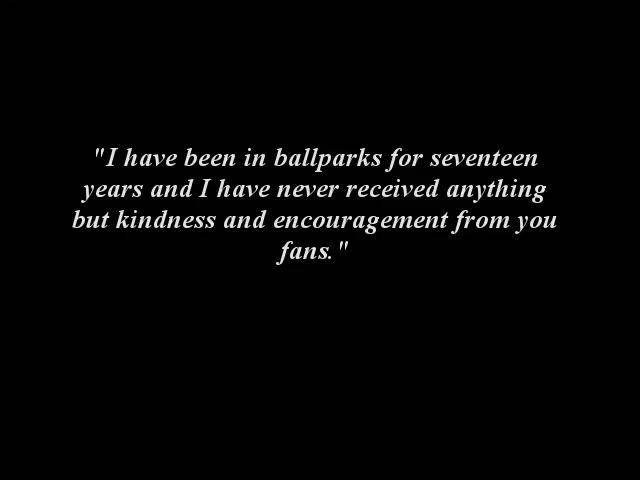 "I have been in ballparks for seventeen
years and I have never received anything
but kindness and encouragement from you
fans."